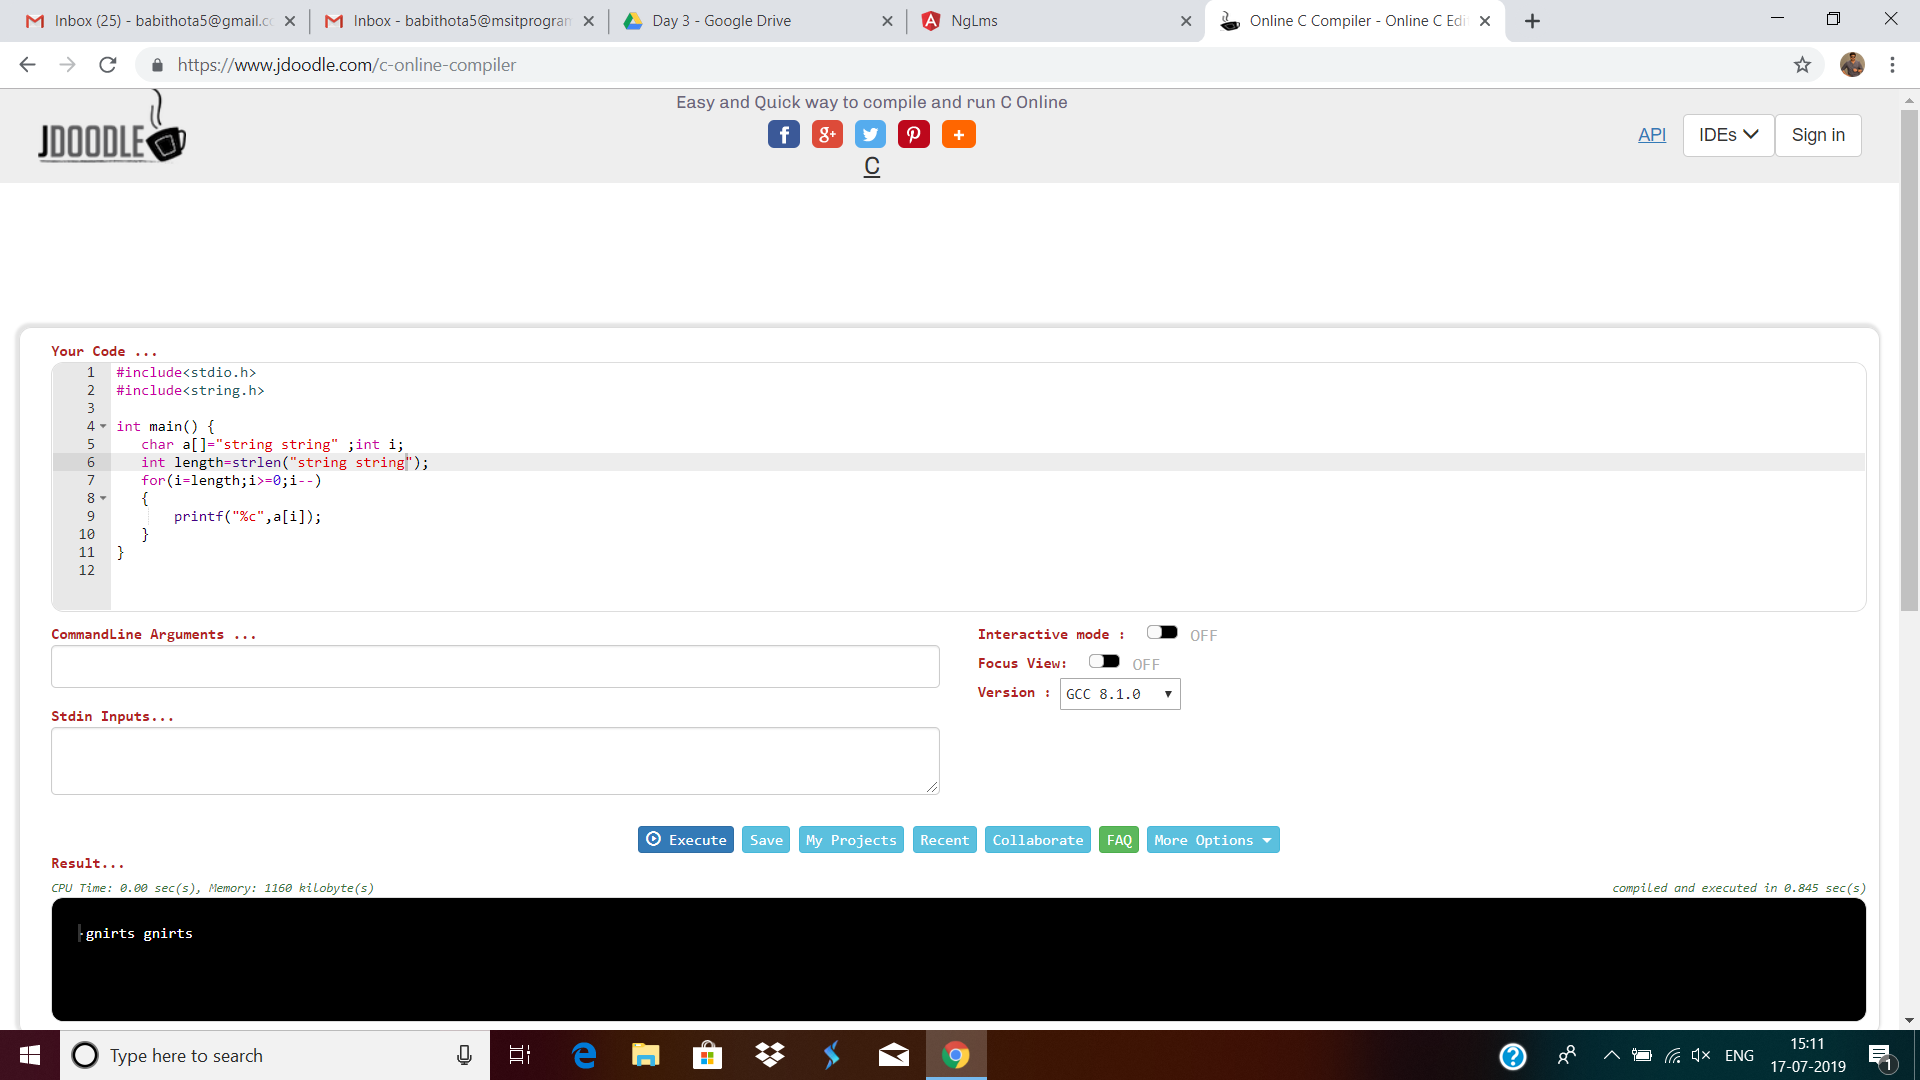 Inbox (25) - babithota5@gmail.c
Inbox - babithota5@msitprogram
Day 3 - Google Drive
NgLms
Online C Compiler - Online C Edi
https://www.jdoodle.com/c-online-compiler
JDOODLE
Easy and Quick way to compile and run C Online
C
API
IDEs
Sign in
Your Code ...
1 #include<stdio.h>
2 #include<string.h>
3
4 int main() {
5 char a[]="string string" ;int i;
6 int length=strlen("string string");
7 for(i=length;i>=0;i--)
8 {
9 printf("%c",a[i]);
10 }
11 }
12
CommandLine Arguments ...
Interactive mode : OFF
Focus View: OFF
Version : GCC 8.1.0
Stdin Inputs...
Execute Save My Projects Recent Collaborate FAQ More Options
Result...
CPU Time: 0.00 sec(s), Memory: 1160 kilobyte(s)
compiled and executed in 0.845 sec(s)
·gnirts gnirts
Type here to search
ENG
15:11
17-07-2019
1